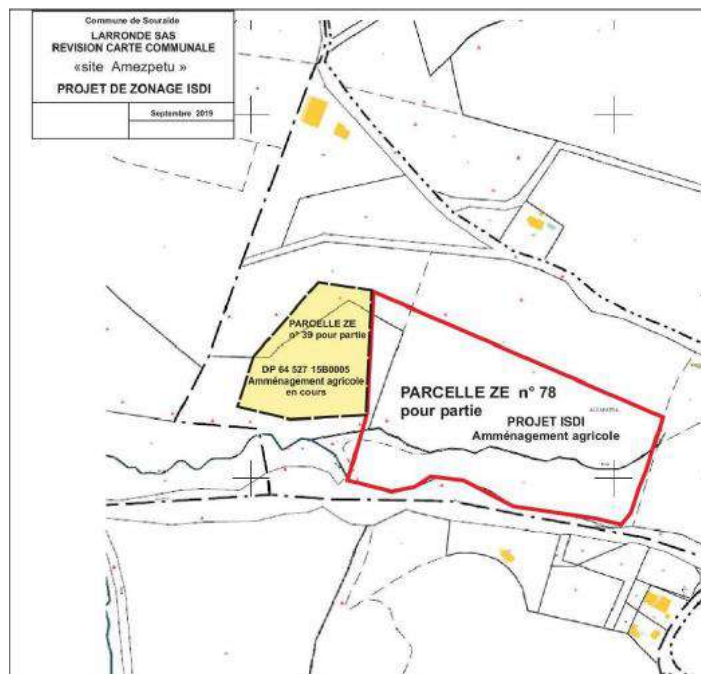 Commune de Souraide
LARRONDE SAS
REVISION CARTE COMMUNALE
«site Amezpetu »
PROJET DE ZONAGE ISDI
Septembre 2019
PARCELLE ZE
n° 39 pour partie
DP 64 527 15B0005
Amménagement agricole
en cours
PARCELLE ZE n° 78
pour partie
PROJET ISDI
Amménagement agricole